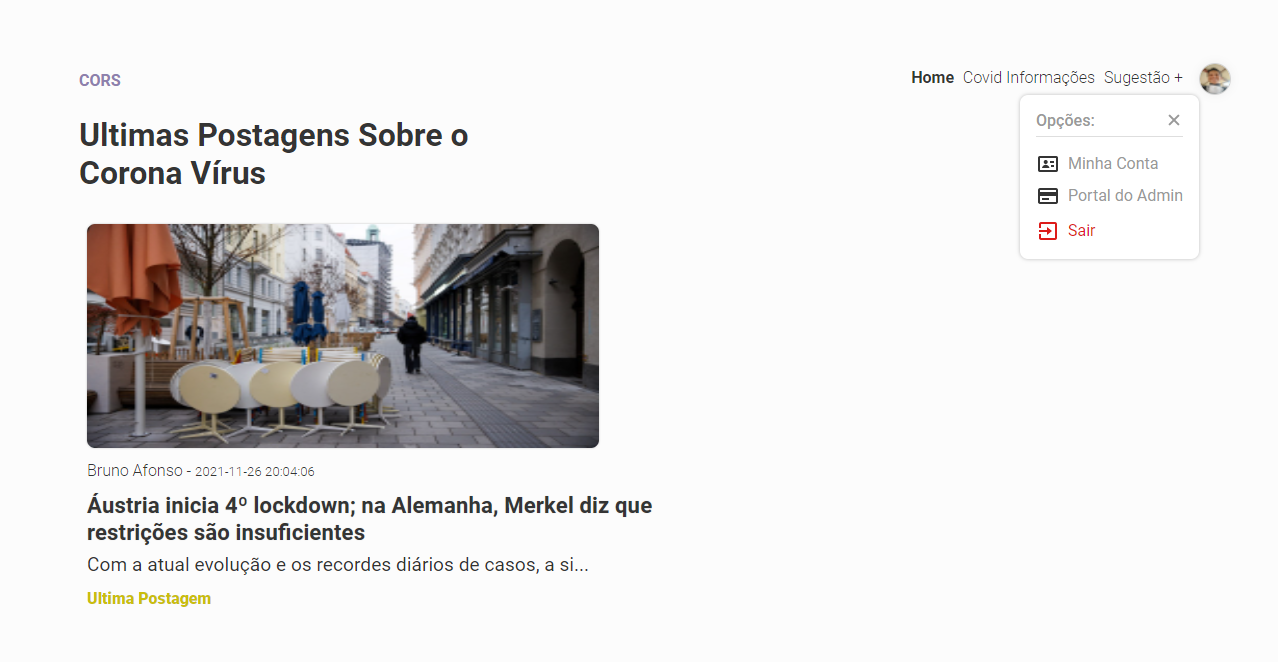 CORS
Home Covid Informações Sugestão +
Opções:
Minha Conta
Portal do Admin
Sair
Ultimas Postagens Sobre o
Corona Vírus
Bruno Afonso - 2021-11-26 20:04:06
Áustria inicia 4º lockdown; na Alemanha, Merkel diz que
restrições são insuficientes
Com a atual evolução e os recordes diários de casos, a si...
Ultima Postagem